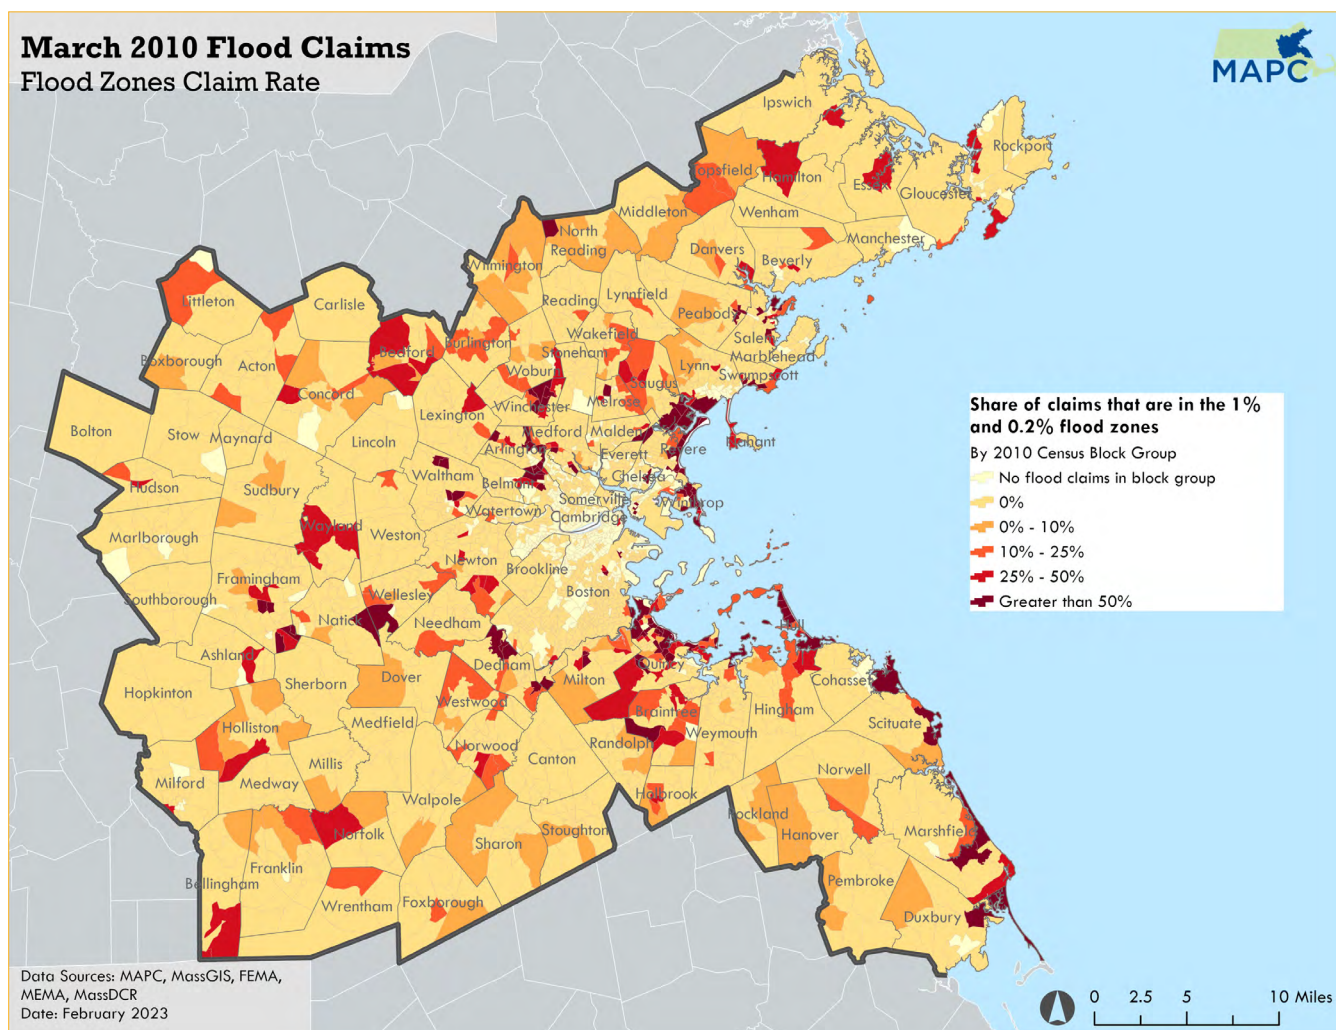 March 2010 Flood Claims
Flood Zones Claim Rate
MAPC
Ipswich
Rockport
Topsfield
Hamilton
Essex
Gloucester
Middleton
Wenham
Manchester
North
Reading
Danvers
Beverly
Wilmington
Littleton
Carlisle
Reading
Lynnfield
Peabody
Burlington
Wakefield
Salem
Bedford
Stoneham
Marblehead
Boxborough
Acton
Woburn
Lynn
Swampscott
Concord
Saugus
Lexington
Winchester
Melrose
Bolton
Stow
Maynard
Lincoln
Medford
Malden
Nahant
Arlington
Everett
Revere
Hudson
Sudbury
Waltham
Belmont
Chelsea
Somerville
Winthrop
Watertown
Cambridge
Wayland
Weston
Marlborough
Newton
Brookline
Framingham
Boston
Southborough
Wellesley
Natick
Needham
Hull
Ashland
Dedham
Quincy
Hopkinton
Sherborn
Dover
Milton
Cohasset
Westwood
Braintree
Hingham
Holliston
Medfield
Scituate
Norwood
Randolph
Weymouth
Millis
Canton
Milford
Medway
Norwell
Walpole
Holbrook
Norfolk
Rockland
Hanover
Marshfield
Stoughton
Sharon
Franklin
Bellingham
Pembroke
Wrentham
Foxborough
Duxbury
Share of claims that are in the 1%
and 0.2% flood zones
By 2010 Census Block Group
No flood claims in block group
0%
0% - 10%
10% - 25%
25% - 50%
Greater than 50%
Data Sources: MAPC, MassGIS, FEMA,
MEMA, MassDCR
Date: February 2023
0 2.5 5 10 Miles